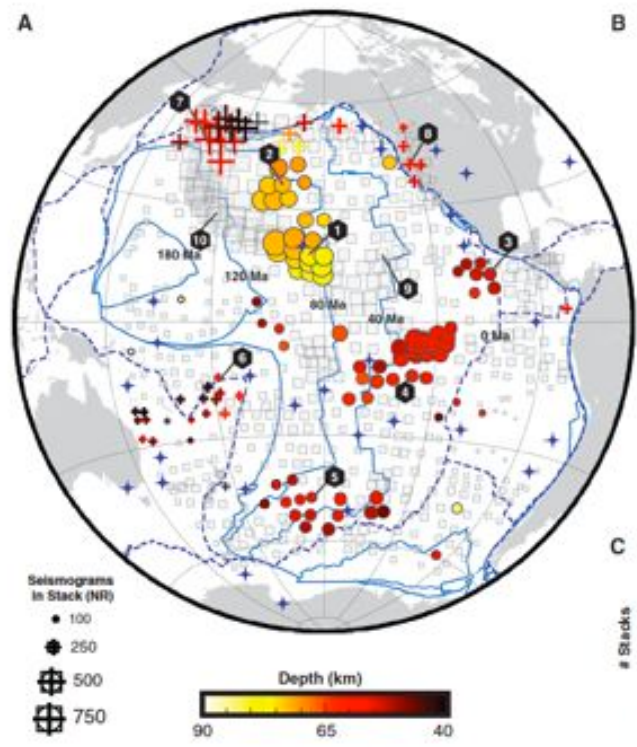 A
B
7
8
2
1
3
10
180 Ma
120 Ma
9
80 Ma
40 Ma
0 Ma
6
4
5
C
Seismograms
In Stack (NR)
100
250
500
750
# Stacks
Depth (km)
90
65
40